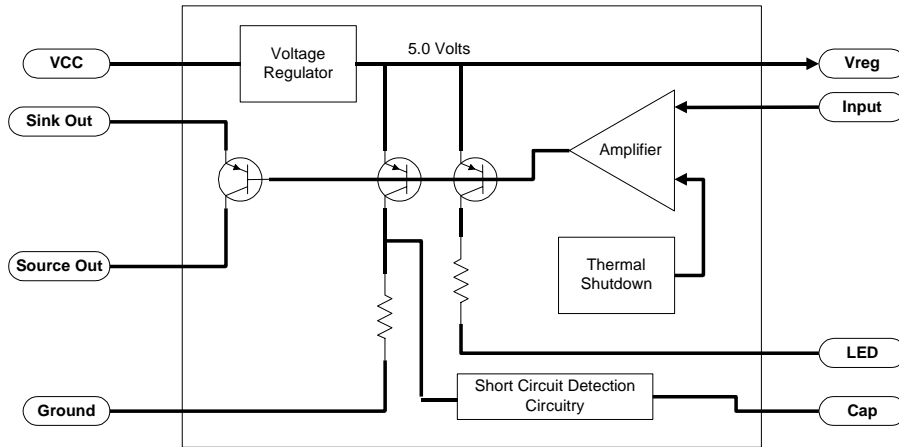 VCC
Voltage
Regulator
5.0 Volts
Vreg
Sink Out
Input
Amplifier
Source Out
Thermal
Shutdown
LED
Short Circuit Detection
Circuitry
Ground
Cap